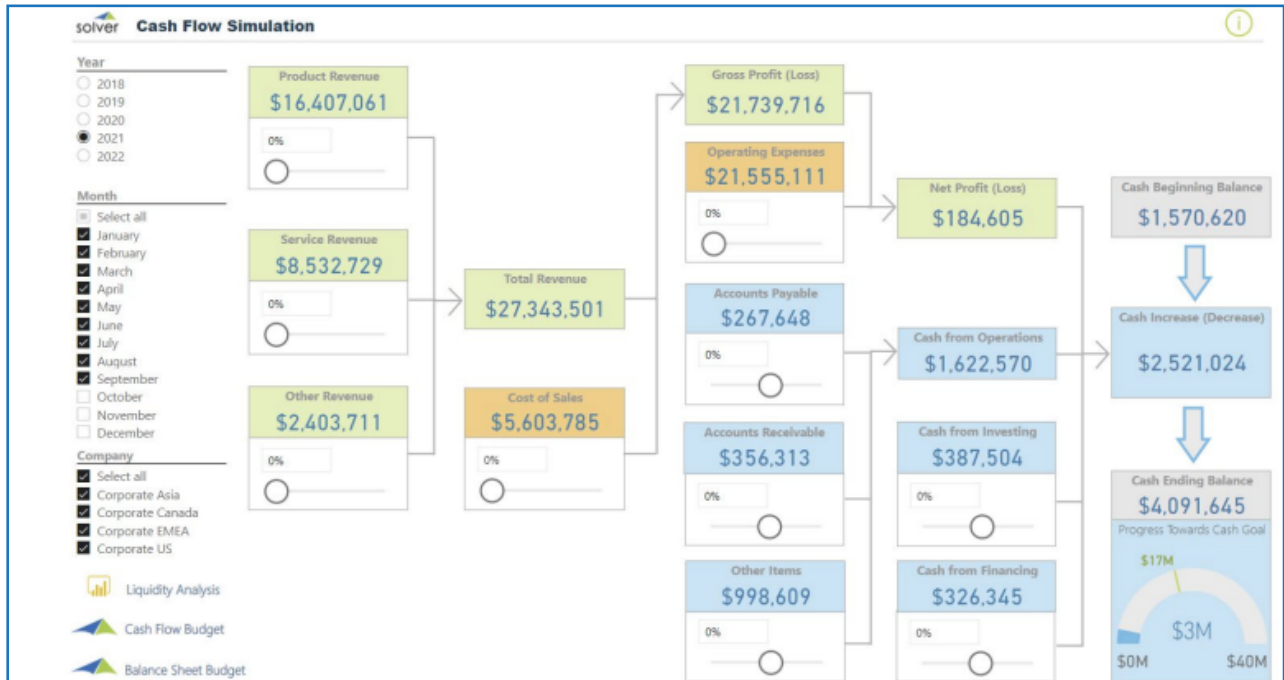 solver Cash Flow Simulation
i
Year
2018
2019
2020
2021
2022
Month
Select all
January
February
March
April
May
June
July
August
September
October
November
December
Company
Select all
Corporate Asia
Corporate Canada
Corporate EMEA
Corporate US
Liquidity Analysis
Cash Flow Budget
Balance Sheet Budget
Product Revenue
$16,407,061
0%
Service Revenue
$8,532,729
0%
Other Revenue
$2,403,711
0%
Total Revenue
$27,343,501
Cost of Sales
$5,603,785
0%
Gross Profit (Loss)
$21,739,716
Operating Expenses
$21,555,111
0%
Accounts Payable
$267,648
0%
Accounts Receivable
$356,313
0%
Other Items
$998,609
0%
Net Profit (Loss)
$184,605
Cash from Operations
$1,622,570
Cash from Investing
$387,504
0%
Cash from Financing
$326,345
0%
Cash Beginning Balance
$1,570,620
Cash Increase (Decrease)
$2,521,024
Cash Ending Balance
$4,091,645
Progress Towards Cash Goal
$17M
$3M
$0M
$40M